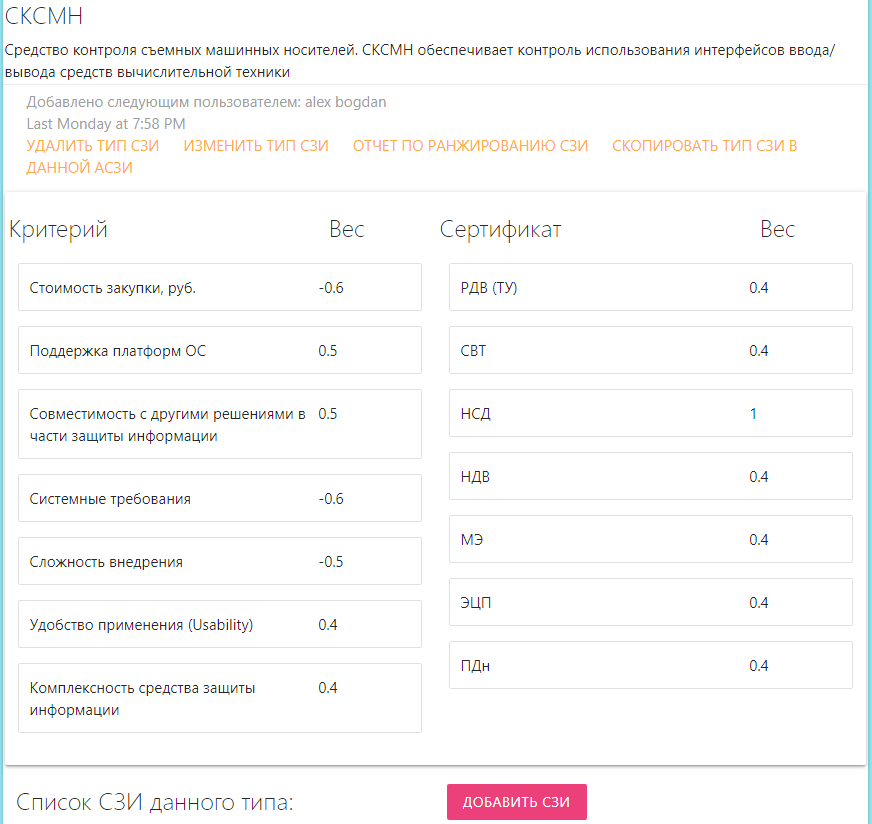 СКСМН
Средство контроля съемных машинных носителей. СКСМН обеспечивает контроль использования интерфейсов ввода/
вывода средств вычислительной техники
Добавлено следующим пользователем: alex bogdan
Last Monday at 7:58 PM
УДАЛИТЬ ТИП СЗИ ИЗМЕНИТЬ ТИП СЗИ ОТЧЕТ ПО РАНЖИРОВАНИЮ СЗИ СКОПИРОВАТЬ ТИП СЗИ В
ДАННОЙ АСЗИ
Критерий Вес
Стоимость закупки, руб. -0.6
Поддержка платформ ОС 0.5
Совместимость с другими решениями в 0.5
части защиты информации
Системные требования -0.6
Сложность внедрения -0.5
Удобство применения (Usability) 0.4
Комплексность средства защиты 0.4
информации
Сертификат Вес
РДВ (ТУ) 0.4
СВТ 0.4
НСД 1
НДВ 0.4
МЭ 0.4
ЭЦП 0.4
ПДн 0.4
Список СЗИ данного типа: ДОБАВИТЬ СЗИ